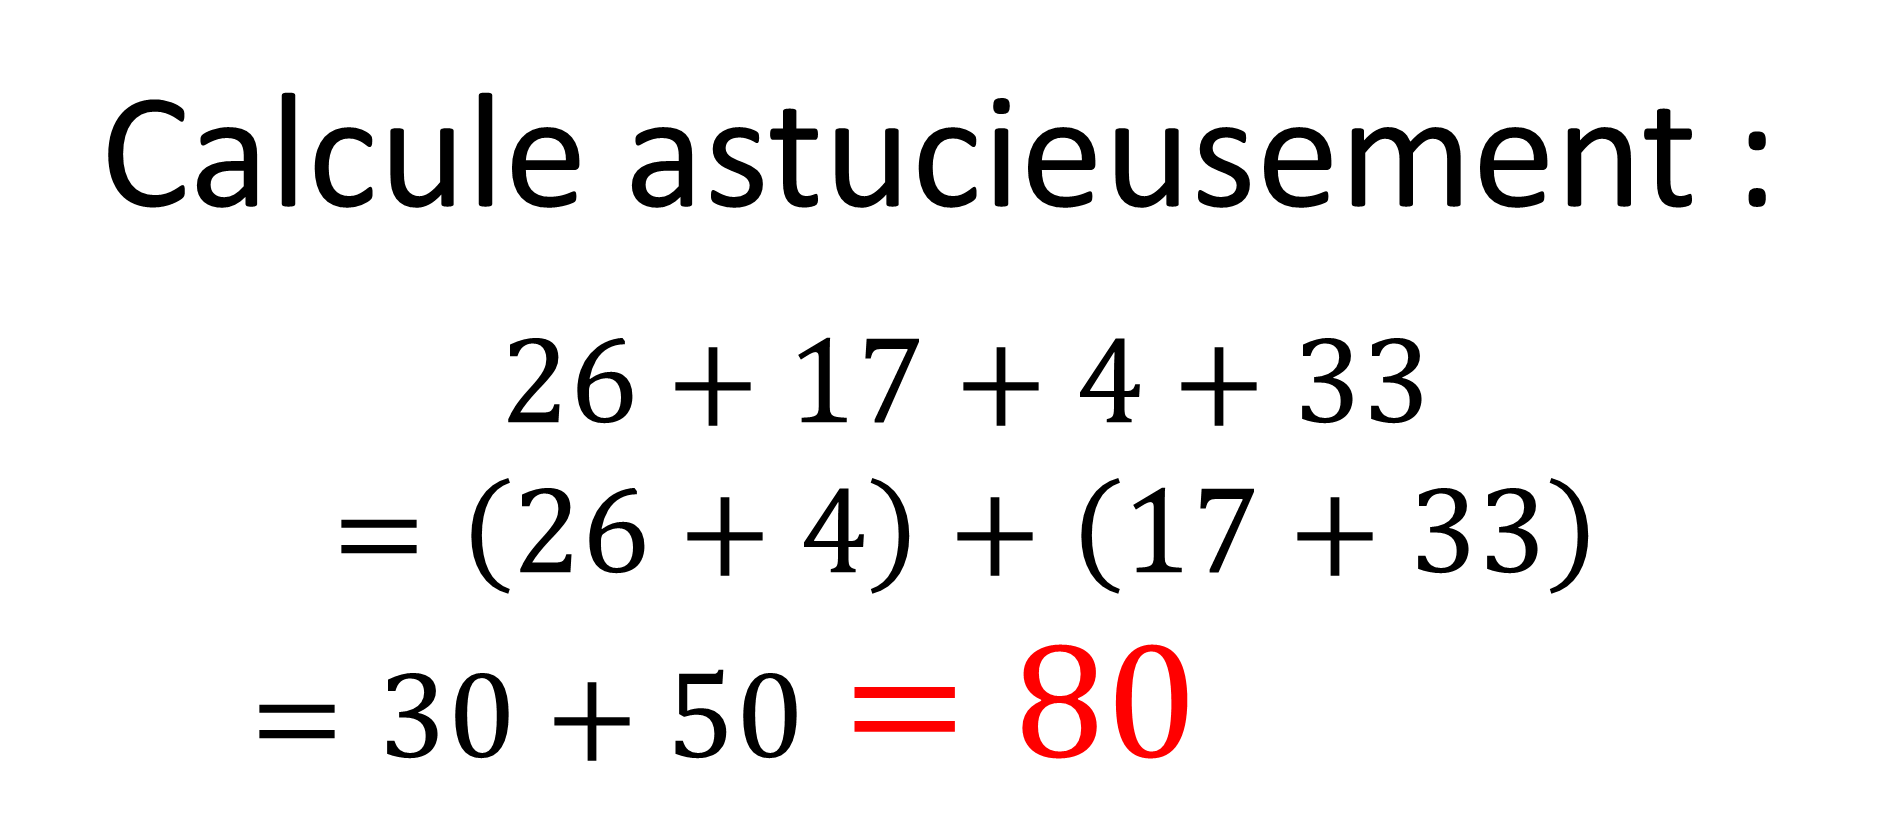 Calcule astucieusement :
26 + 17 + 4 + 33
= (26 + 4) + (17 + 33)
= 30 + 50 = 80